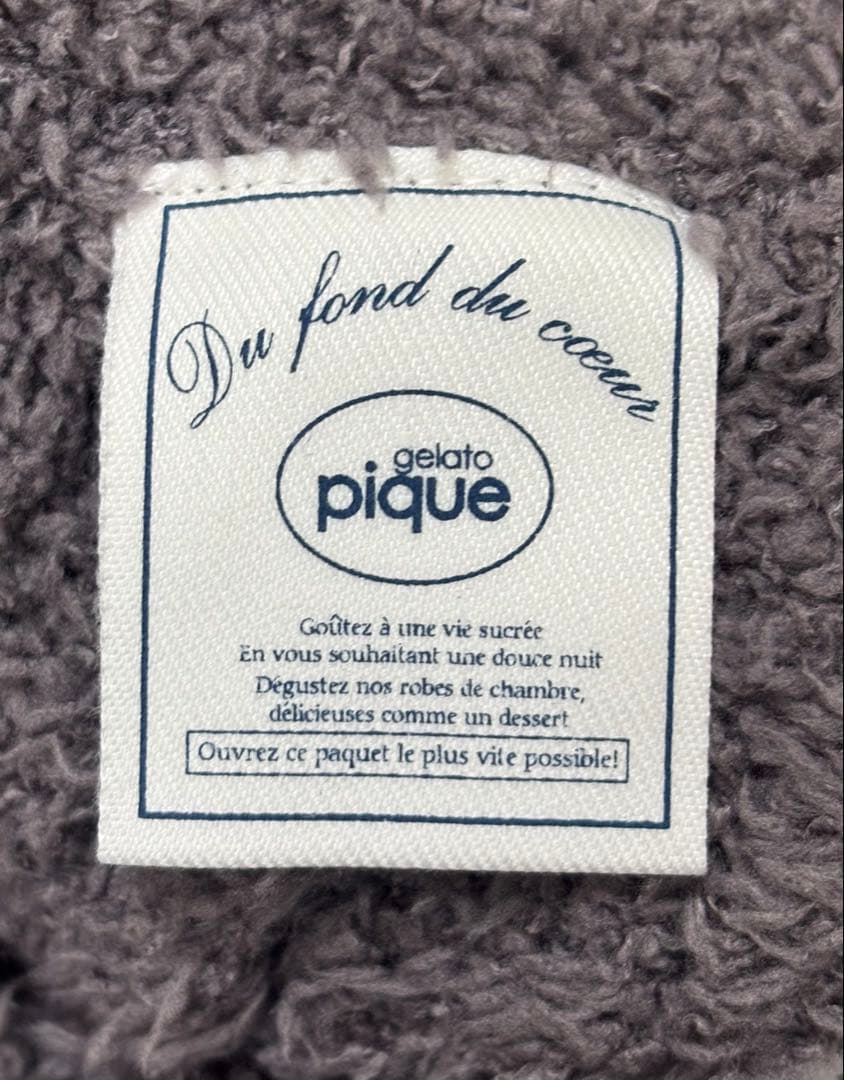 Du fond du cœur
gelato
pique
Goûtez à une vie sucrée
En vous souhaitant une douce nuit
Dégustez nos robes de chambre,
délicieuses comme un dessert
Ouvrez ce paquet le plus vite possible!